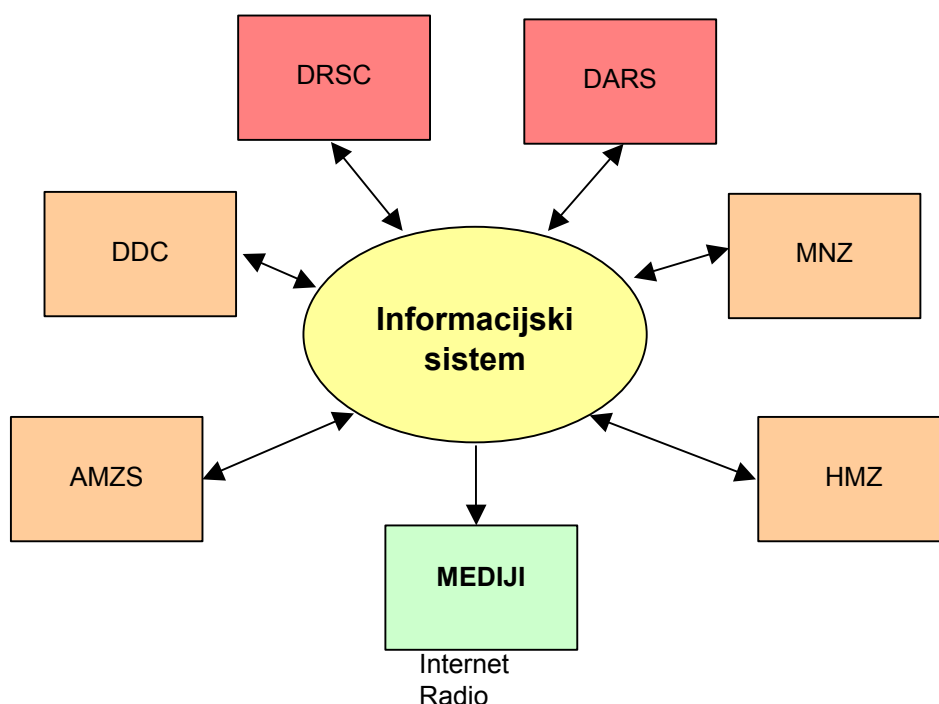 DRSC
DARS
DDC
MNZ
Informacijski
sistem
AMZS
HMZ
MEDIJI
Internet
Radio